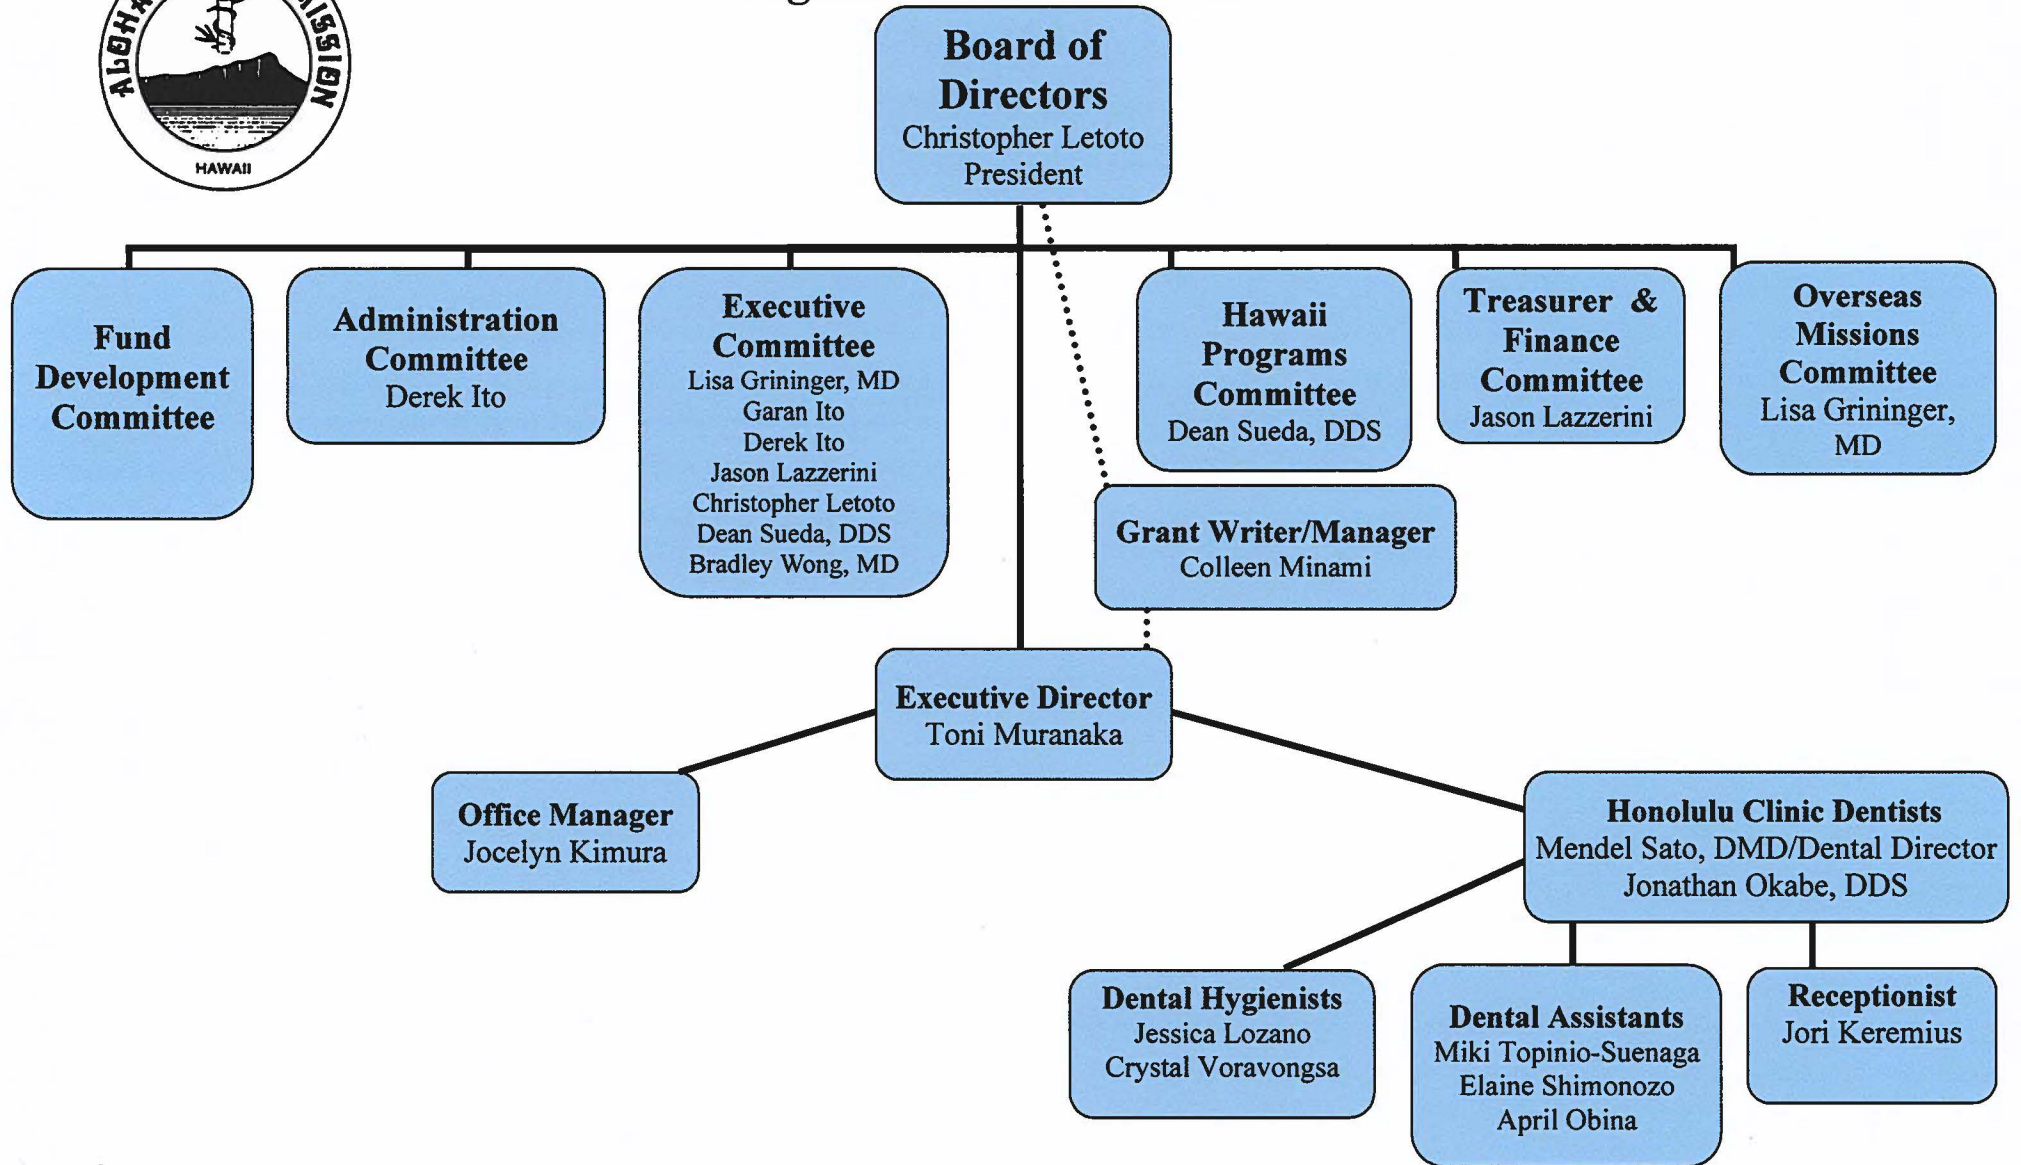 HAWAII
Board of
Directors
Christopher Letoto
President
Fund
Development
Committee
Administration
Committee
Derek Ito
Executive
Committee
Lisa Grininger, MD
Garan Ito
Derek Ito
Jason Lazzerini
Christopher Letoto
Dean Sueda, DDS
Bradley Wong, MD
Hawaii
Programs
Committee
Dean Sueda, DDS
Treasurer &
Finance
Committee
Jason Lazzerini
Overseas
Missions
Committee
Lisa Grininger,
MD
Grant Writer/Manager
Colleen Minami
Executive Director
Toni Muranaka
Office Manager
Jocelyn Kimura
Honolulu Clinic Dentists
Mendel Sato, DMD/Dental Director
Jonathan Okabe, DDS
Dental Hygienists
Jessica Lozano
Crystal Voravongsa
Dental Assistants
Miki Topinio-Suenaga
Elaine Shimonozo
April Obina
Receptionist
Jori Keremius